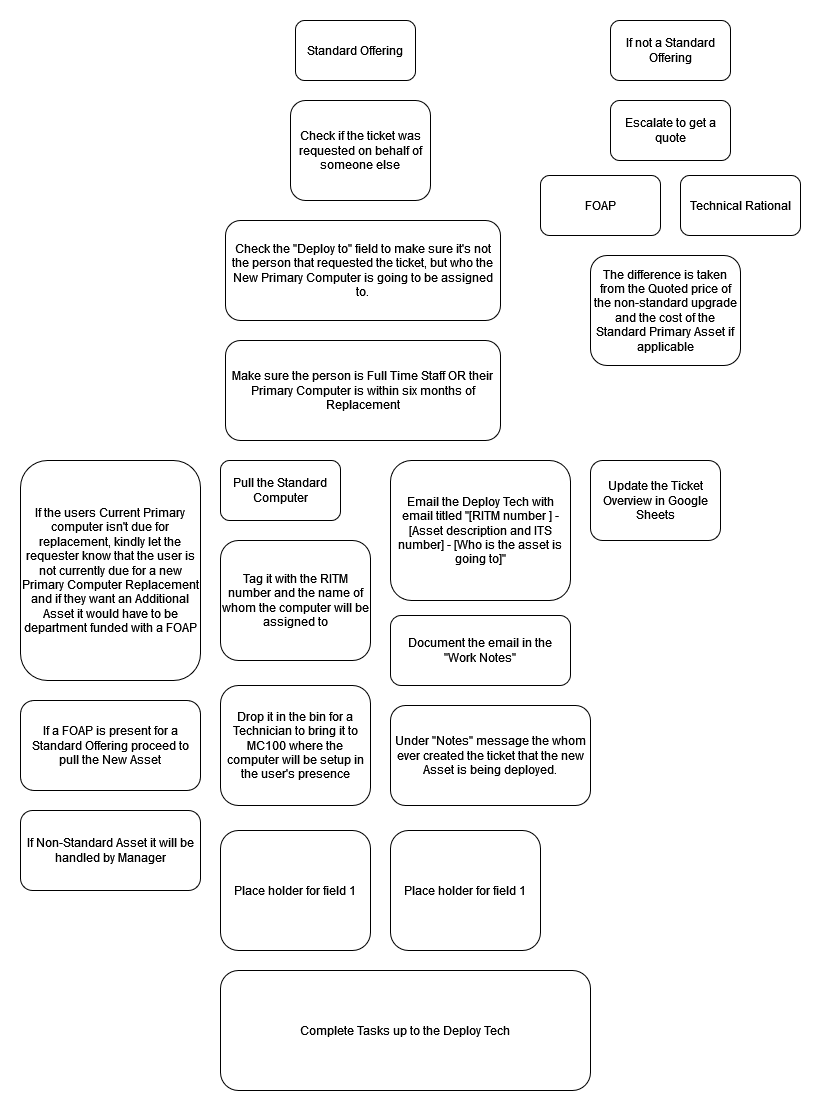 Standard Offering
If not a Standard
Offering
Check if the ticket was
requested on behalf of
someone else
Escalate to get a
quote
FOAP
Technical Rational
Check the "Deploy to" field to make sure it's not
the person that requested the ticket, but who the
New Primary Computer is going to be assigned
to.
The difference is taken
from the Quoted price of
the non-standard upgrade
and the cost of the
Standard Primary Asset if
applicable
Make sure the person is Full Time Staff OR their
Primary Computer is within six months of
Replacement
If the users Current Primary
computer isn't due for
replacement, kindly let the
requester know that the user is
not currently due for a new
Primary Computer Replacement
and if they want an Additional
Asset it would have to be
department funded with a FOAP
Pull the Standard
Computer
Email the Deploy Tech with
email titled "[RITM number ] -
[Asset description and ITS
number] - [Who is the asset is
going to]"
Update the Ticket
Overview in Google
Sheets
Tag it with the RITM
number and the name of
whom the computer will be
assigned to
Document the email in the
"Work Notes"
If a FOAP is present for a
Standard Offering proceed to
pull the New Asset
Drop it in the bin for a
Technician to bring it to
MC100 where the
computer will be setup in
the user's presence
Under "Notes" message the whom
ever created the ticket that the new
Asset is being deployed.
If Non-Standard Asset it will be
handled by Manager
Place holder for field 1
Place holder for field 1
Complete Tasks up to the Deploy Tech